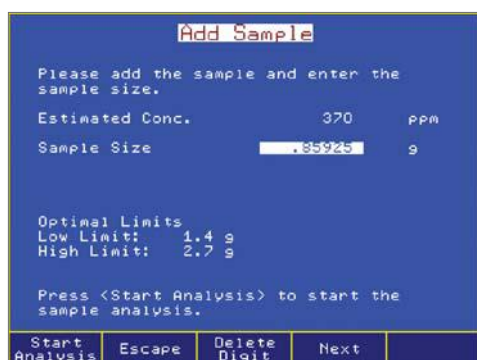 Add Sample
Please add the sample and enter the
sample size.
Estimated Conc. 370 ppm
Sample Size .85925 g
Optimal Limits
Low Limit: 1.4 g
High Limit: 2.7 g
Press <Start Analysis> to start the
sample analysis.
Start Analysis Escape Delete Digit Next